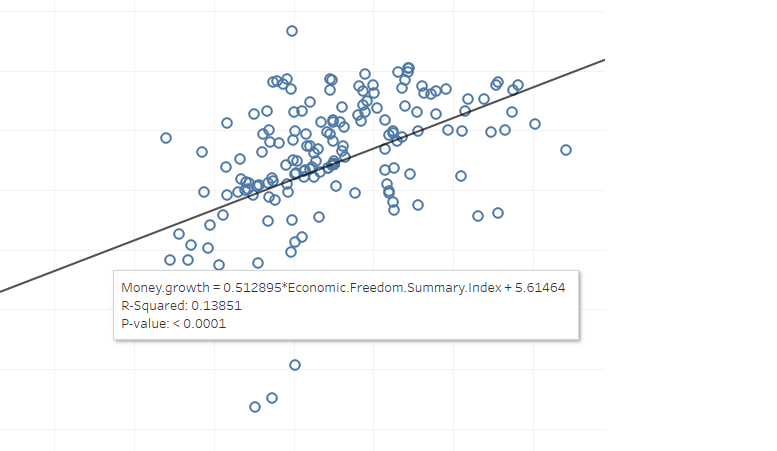 Money.growth = 0.512895*Economic.Freedom.Summary.Index + 5.61464
R-Squared: 0.13851
P-value: < 0.0001